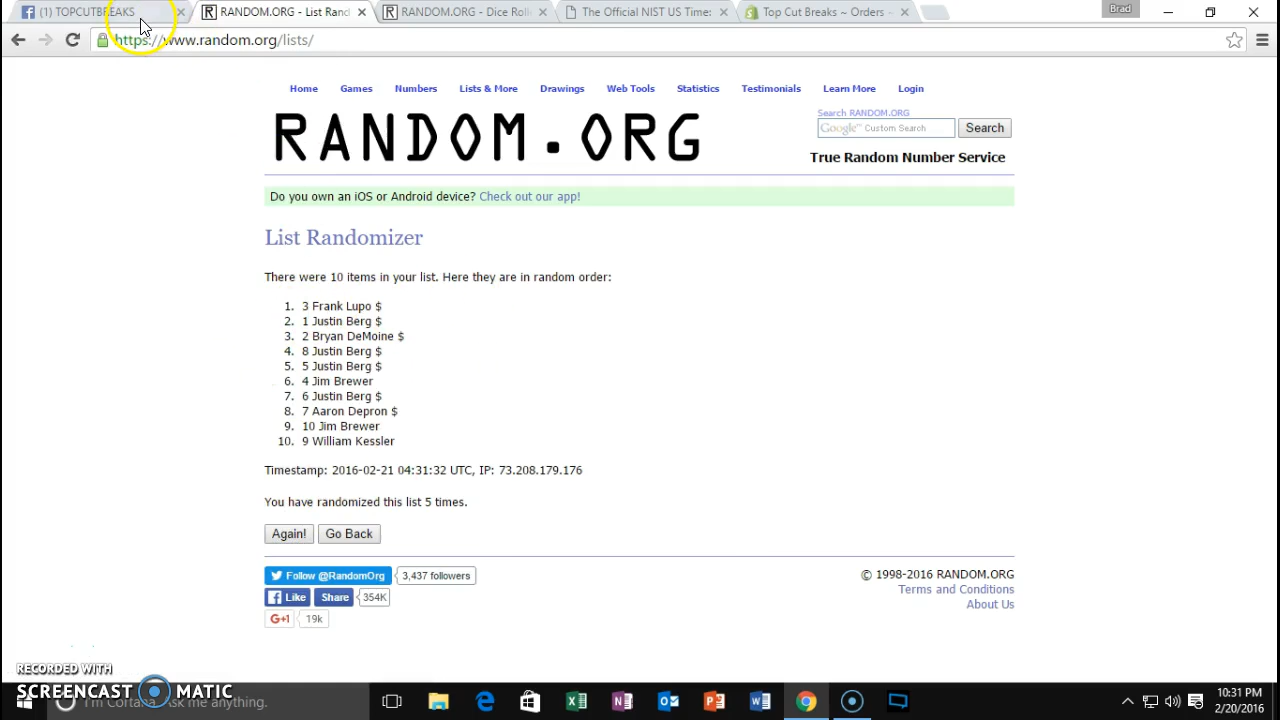 (1) TOPCUTBREAKS
RANDOM.ORG - List Rand
RANDOM.ORG - Dice Roll
The Official NIST US Time:
Top Cut Breaks ~ Orders ~
Brad
https://www.random.org/lists/
Home Games Numbers Lists & More Drawings Web Tools Statistics Testimonials Learn More Login
RANDOM.ORG
Search RANDOM.ORG
Google™ Custom Search
Search
True Random Number Service
Do you own an iOS or Android device? Check out our app!
List Randomizer
There were 10 items in your list. Here they are in random order:
1. 3 Frank Lupo $
2. 1 Justin Berg $
3. 2 Bryan DeMoine $
4. 8 Justin Berg $
5. 5 Justin Berg $
6. 4 Jim Brewer
7. 6 Justin Berg $
8. 7 Aaron Depron $
9. 10 Jim Brewer
10. 9 William Kessler
Timestamp: 2016-02-21 04:31:32 UTC, IP: 73.208.179.176
You have randomized this list 5 times.
Again! Go Back
Follow @RandomOrg 3,437 followers
Like Share 354K
G+1 19k
© 1998-2016 RANDOM.ORG
Terms and Conditions
About Us
RECORDED WITH
SCREENCAST MATIC
I'm Cortana. Ask me anything.
10:31 PM
2/20/2016